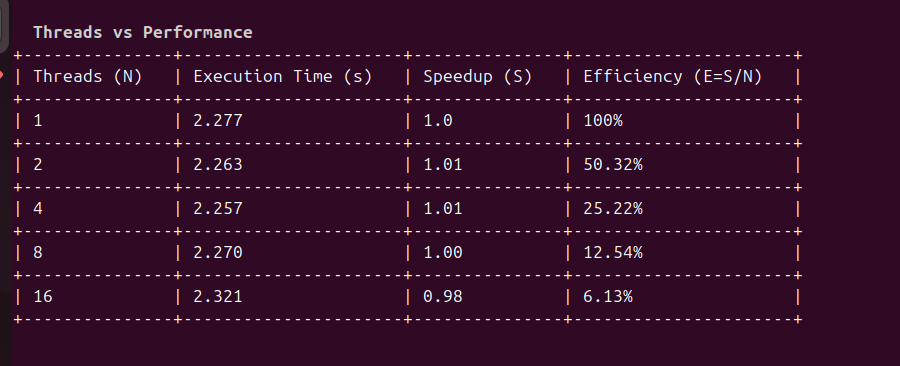 Threads vs Performance
+---------------+----------------------+---------------+----------------------+
| Threads (N) | Execution Time (s) | Speedup (S) | Efficiency (E=S/N) |
+---------------+----------------------+---------------+----------------------+
| 1 | 2.277 | 1.0 | 100% |
+---------------+----------------------+---------------+----------------------+
| 2 | 2.263 | 1.01 | 50.32% |
+---------------+----------------------+---------------+----------------------+
| 4 | 2.257 | 1.01 | 25.22% |
+---------------+----------------------+---------------+----------------------+
| 8 | 2.270 | 1.00 | 12.54% |
+---------------+----------------------+---------------+----------------------+
| 16 | 2.321 | 0.98 | 6.13% |
+---------------+----------------------+---------------+----------------------+